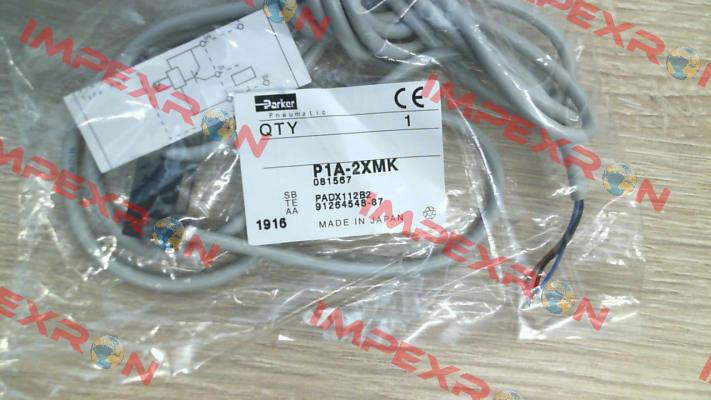 IMPEXRON
IMPEXRON
Parker
Pneumatic
CE
QTY 1
P1A-2XMK
081567
SB PADX112B2
TE 91264548-87
AA
1916 MADE IN JAPAN
IMPEXRON
IMPEXRON
IMPEXRON
IMPEXRON
IMPEXRON